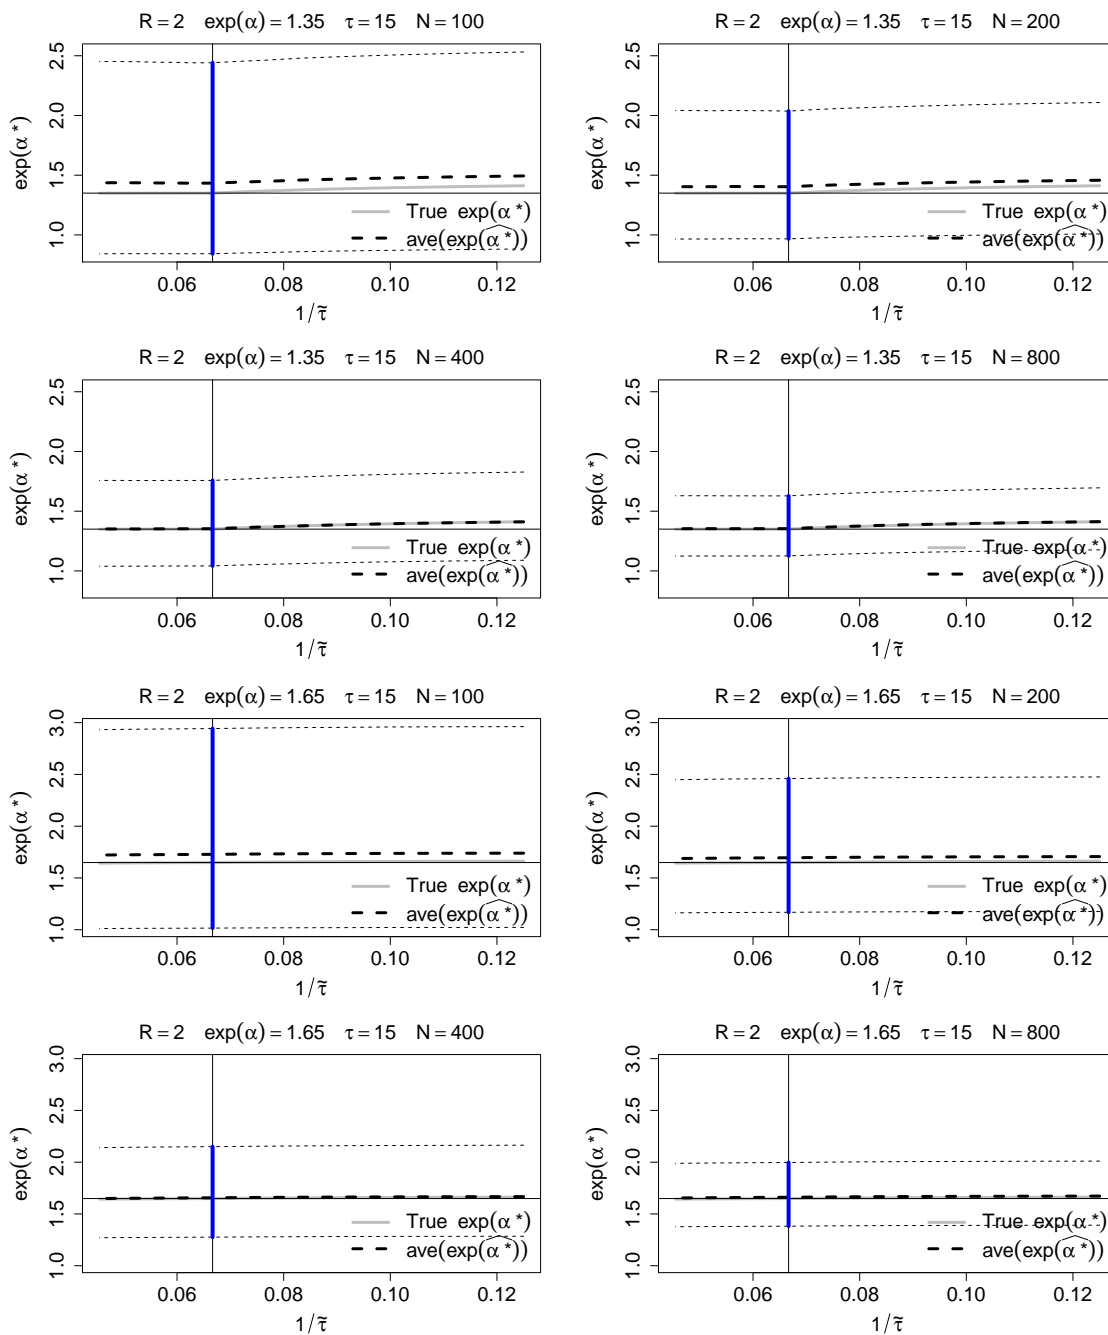 R = 2 exp(α) = 1.35 τ = 15 N = 100
exp(α*)
2.5
2.0
1.5
1.0
True exp(α*)
ave(exp(α̂*))
0.06 0.08 0.10 0.12
1/τ̃
R = 2 exp(α) = 1.35 τ = 15 N = 200
exp(α*)
2.5
2.0
1.5
1.0
True exp(α*)
ave(exp(α̂*))
0.06 0.08 0.10 0.12
1/τ̃
R = 2 exp(α) = 1.35 τ = 15 N = 400
exp(α*)
2.5
2.0
1.5
1.0
True exp(α*)
ave(exp(α̂*))
0.06 0.08 0.10 0.12
1/τ̃
R = 2 exp(α) = 1.35 τ = 15 N = 800
exp(α*)
2.5
2.0
1.5
1.0
True exp(α*)
ave(exp(α̂*))
0.06 0.08 0.10 0.12
1/τ̃
R = 2 exp(α) = 1.65 τ = 15 N = 100
exp(α*)
3.0
2.5
2.0
1.5
1.0
True exp(α*)
ave(exp(α̂*))
0.06 0.08 0.10 0.12
1/τ̃
R = 2 exp(α) = 1.65 τ = 15 N = 200
exp(α*)
3.0
2.5
2.0
1.5
1.0
True exp(α*)
ave(exp(α̂*))
0.06 0.08 0.10 0.12
1/τ̃
R = 2 exp(α) = 1.65 τ = 15 N = 400
exp(α*)
3.0
2.5
2.0
1.5
1.0
True exp(α*)
ave(exp(α̂*))
0.06 0.08 0.10 0.12
1/τ̃
R = 2 exp(α) = 1.65 τ = 15 N = 800
exp(α*)
3.0
2.5
2.0
1.5
1.0
True exp(α*)
ave(exp(α̂*))
0.06 0.08 0.10 0.12
1/τ̃